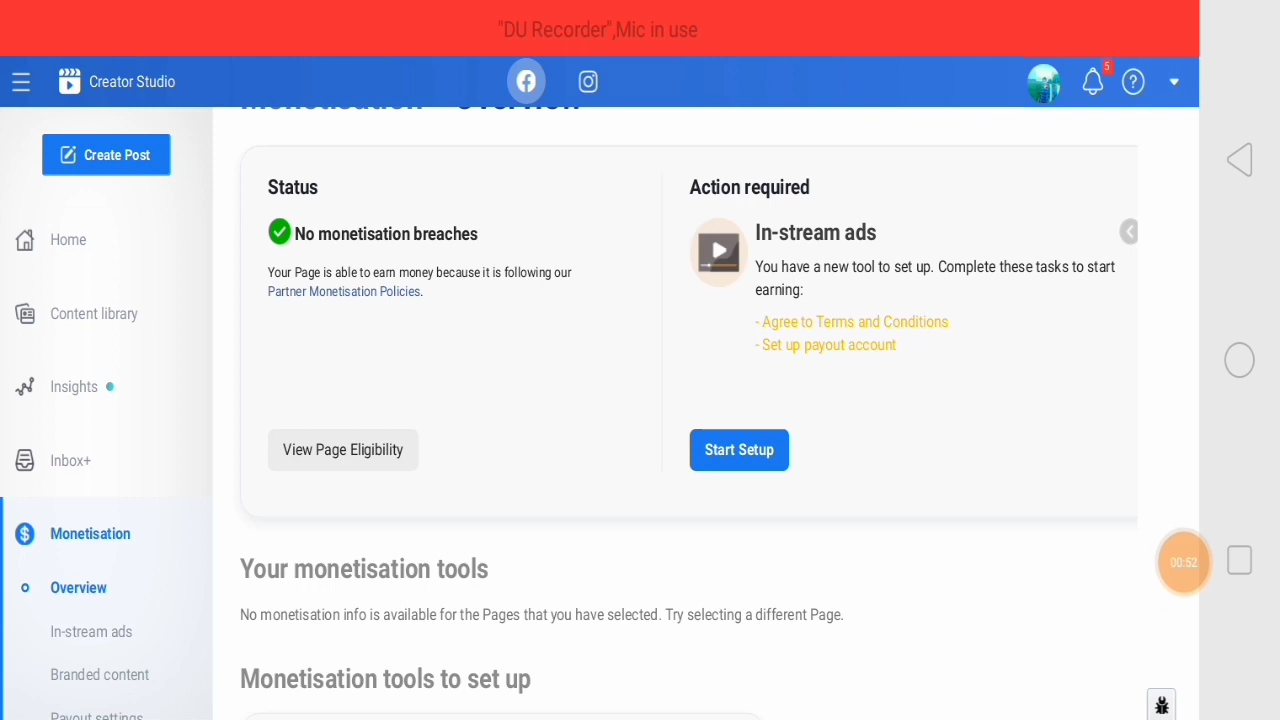 "DU Recorder",Mic in use
Creator Studio
5
Monetisation - Overview
Create Post
Home
Content library
Insights
Inbox+
Monetisation
Overview
In-stream ads
Branded content
Payout settings
Status
No monetisation breaches
Your Page is able to earn money because it is following our
Partner Monetisation Policies.
View Page Eligibility
Action required
In-stream ads
You have a new tool to set up. Complete these tasks to start
earning:
- Agree to Terms and Conditions
- Set up payout account
Start Setup
00:52
Your monetisation tools
No monetisation info is available for the Pages that you have selected. Try selecting a different Page.
Monetisation tools to set up